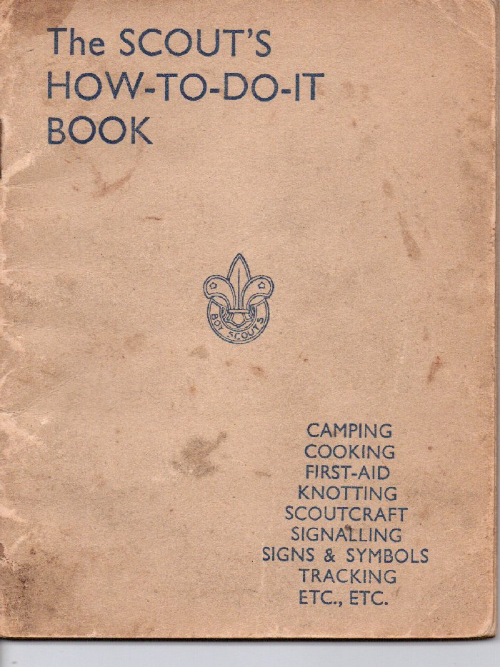 The SCOUT'S
HOW-TO-DO-IT
BOOK
BOY SCOUTS
CAMPING
COOKING
FIRST-AID
KNOTTING
SCOUTCRAFT
SIGNALLING
SIGNS & SYMBOLS
TRACKING
ETC., ETC.